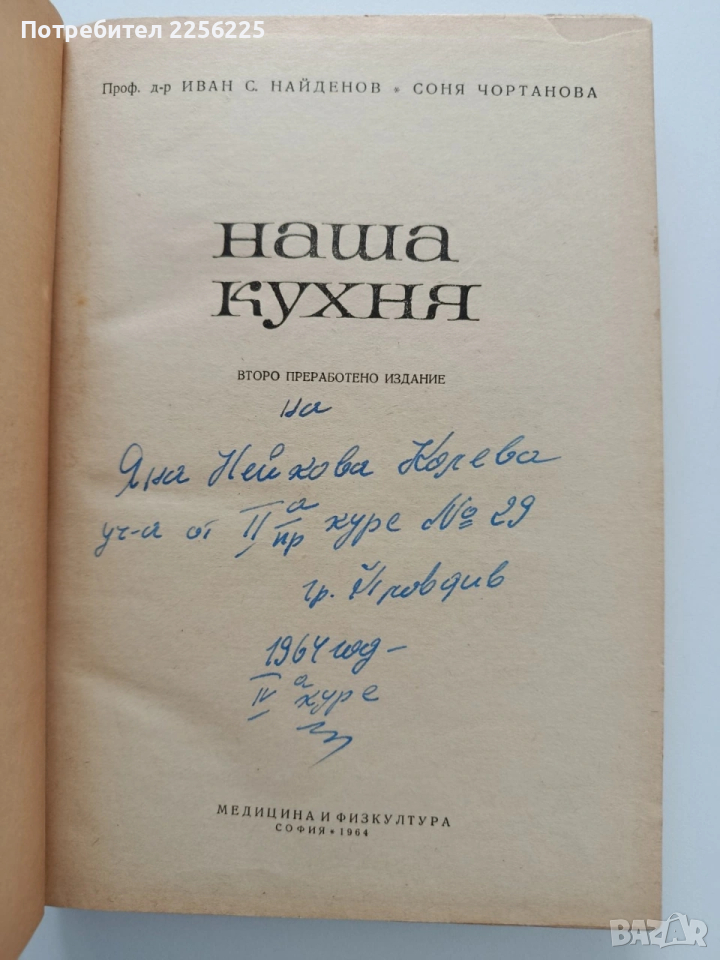 Потребител 2256225
Проф. д-р ИВАН С. НАЙДЕНОВ * СОНЯ ЧОРТАНОВА
наша
кухня
ВТОРО ПРЕРАБОТЕНО ИЗДАНИЕ
на
Яна Нейкова Колева
уч-а от II а/пр курс № 29
гр. Пловдив
1964 год-
IV а курс
МЕДИЦИНА И ФИЗКУЛТУРА
СОФИЯ * 1964
BAZAR